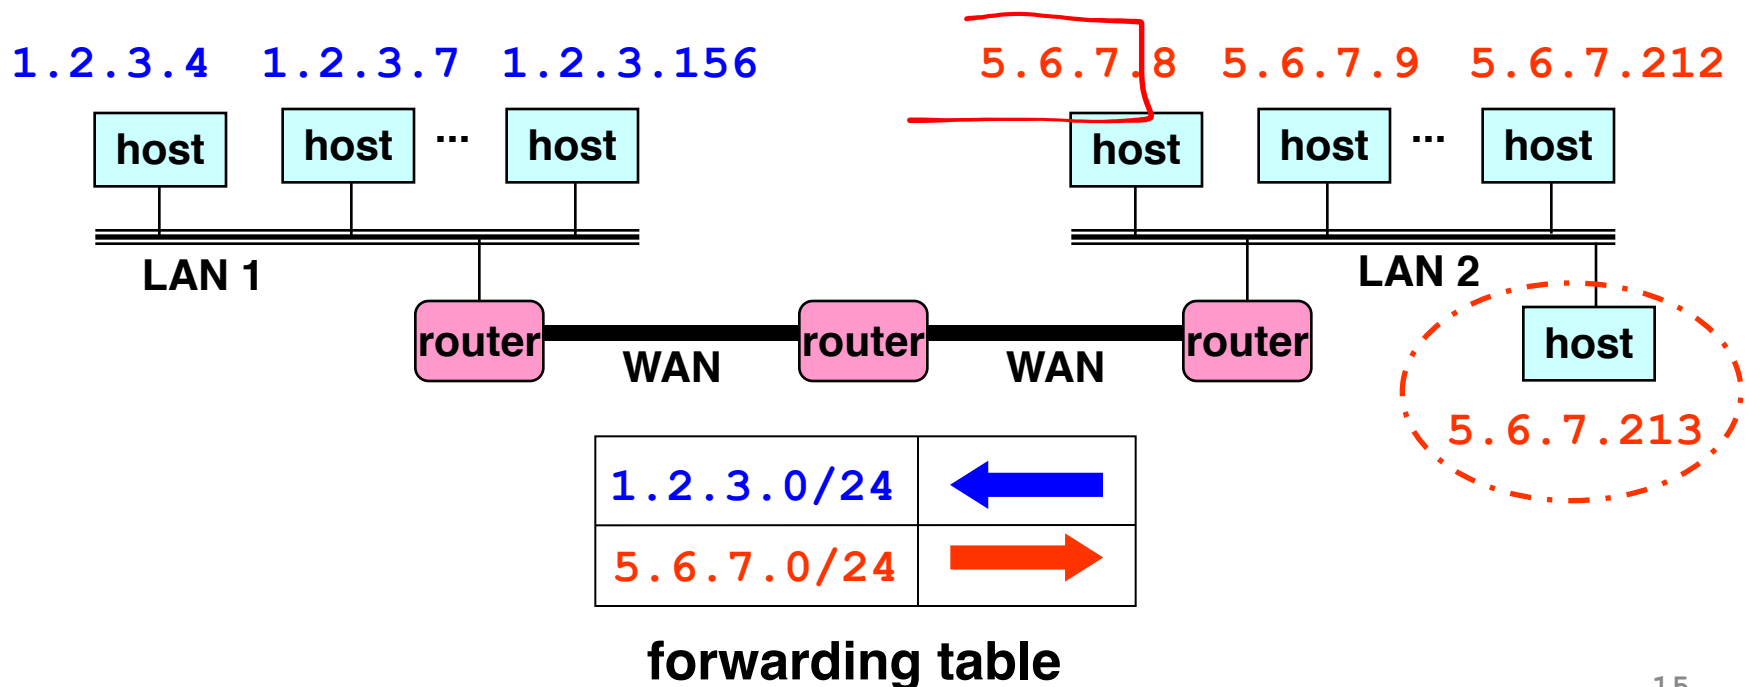 1.2.3.4 1.2.3.7 1.2.3.156 5.6.7.8 5.6.7.9 5.6.7.212
host host ... host host host ... host
LAN 1 LAN 2
router WAN router WAN router host
5.6.7.213
1.2.3.0/24
5.6.7.0/24
forwarding table
15